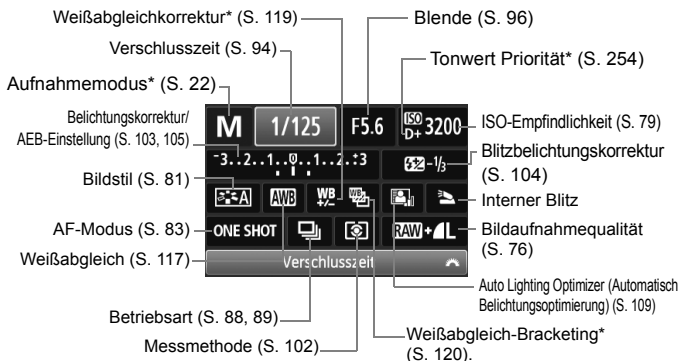 Weißabgleichkorrektur* (S. 119)
Blende (S. 96)
Verschlusszeit (S. 94)
Tonwert Priorität* (S. 254)
Aufnahmemodus* (S. 22)
Belichtungskorrektur/
AEB-Einstellung (S. 103, 105)
M 1/125 F5.6 ISO D+ 3200
ISO-Empfindlichkeit (S. 79)
-3..2..1..0..1..2.+3 -1/3
Blitzbelichtungskorrektur
(S. 104)
Bildstil (S. 81)
A AWB WB +/- WB
Interner Blitz
AF-Modus (S. 83)
ONE SHOT RAW+L
Bildaufnahmequalität
(S. 76)
Weißabgleich (S. 117)
Verschlusszeit
Auto Lighting Optimizer (Automatisch
Belichtungsoptimierung) (S. 109)
Betriebsart (S. 88, 89)
Messmethode (S. 102)
Weißabgleich-Bracketing*
(S. 120).